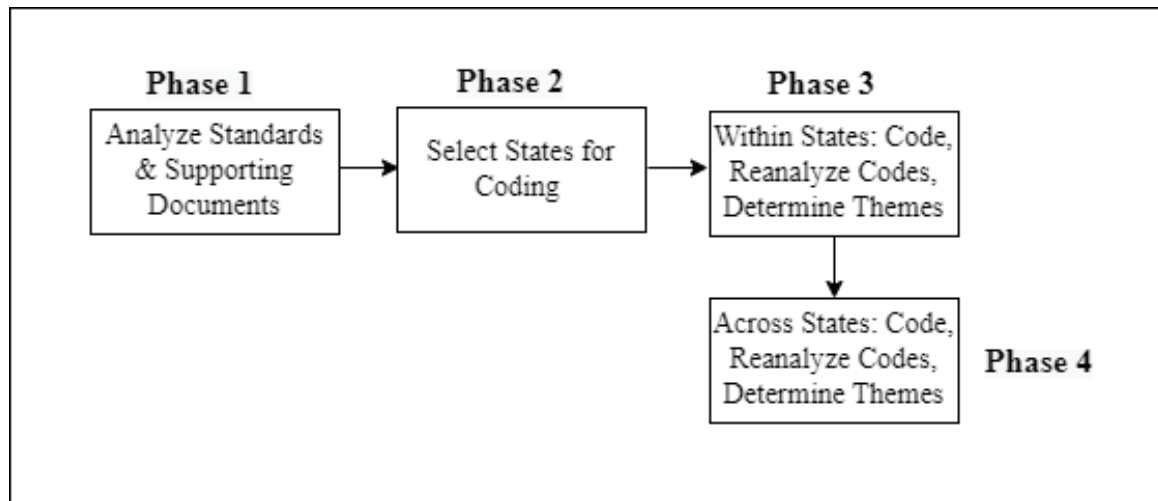 Phase 1
Analyze Standards
& Supporting
Documents
Phase 2
Select States for
Coding
Phase 3
Within States: Code,
Reanalyze Codes,
Determine Themes
Across States: Code,
Reanalyze Codes,
Determine Themes
Phase 4